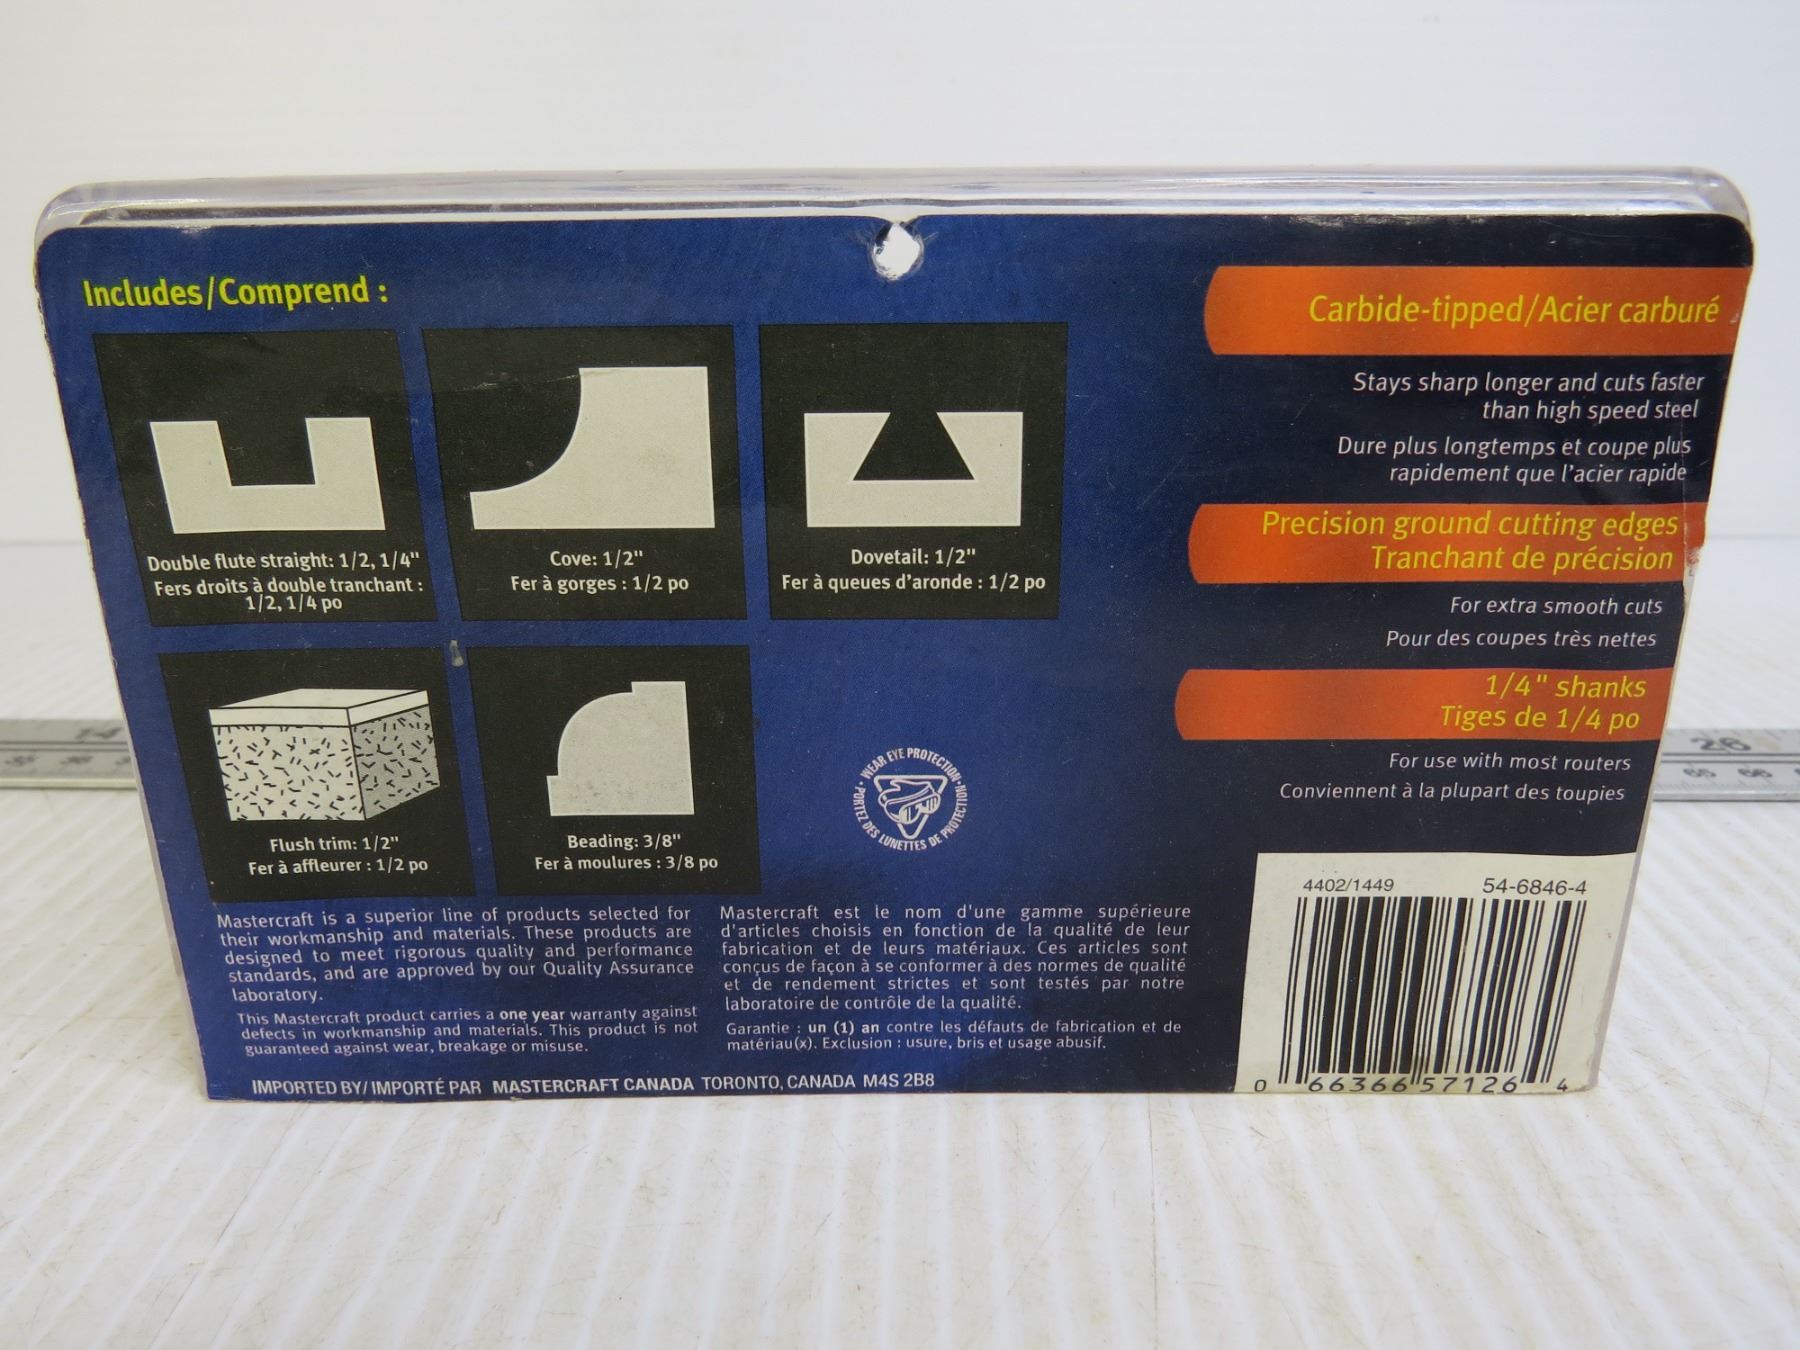 Includes/Comprend :
Double flute straight: 1/2, 1/4"
Fers droits à double tranchant :
1/2, 1/4 po
Cove: 1/2"
Fer à gorges : 1/2 po
Dovetail: 1/2"
Fer à queues d'aronde : 1/2 po
Flush trim: 1/2"
Fer à affleurer : 1/2 po
Beading: 3/8"
Fer à moulures : 3/8 po
WEAR EYE PROTECTION
PORTEZ DES LUNETTES DE PROTECTION
Carbide-tipped/Acier carburé
Stays sharp longer and cuts faster
than high speed steel
Dure plus longtemps et coupe plus
rapidement que l'acier rapide
Precision ground cutting edges
Tranchant de précision
For extra smooth cuts
Pour des coupes très nettes
1/4" shanks
Tiges de 1/4 po
For use with most routers
Conviennent à la plupart des toupies
Mastercraft is a superior line of products selected for
their workmanship and materials. These products are
designed to meet rigorous quality and performance
standards, and are approved by our Quality Assurance
laboratory.
This Mastercraft product carries a one year warranty against
defects in workmanship and materials. This product is not
guaranteed against wear, breakage or misuse.
Mastercraft est le nom d'une gamme supérieure
d'articles choisis en fonction de la qualité de leur
fabrication et de leurs matériaux. Ces articles sont
conçus de façon à se conformer à des normes de qualité
et de rendement strictes et sont testés par notre
laboratoire de contrôle de la qualité.
Garantie : un (1) an contre les défauts de fabrication et de
matériau(x). Exclusion : usure, bris et usage abusif.
IMPORTED BY/ IMPORTÉ PAR MASTERCRAFT CANADA TORONTO, CANADA M4S 2B8
4402/1449 54-6846-4
0 66366 57126 4
14
26
65 66